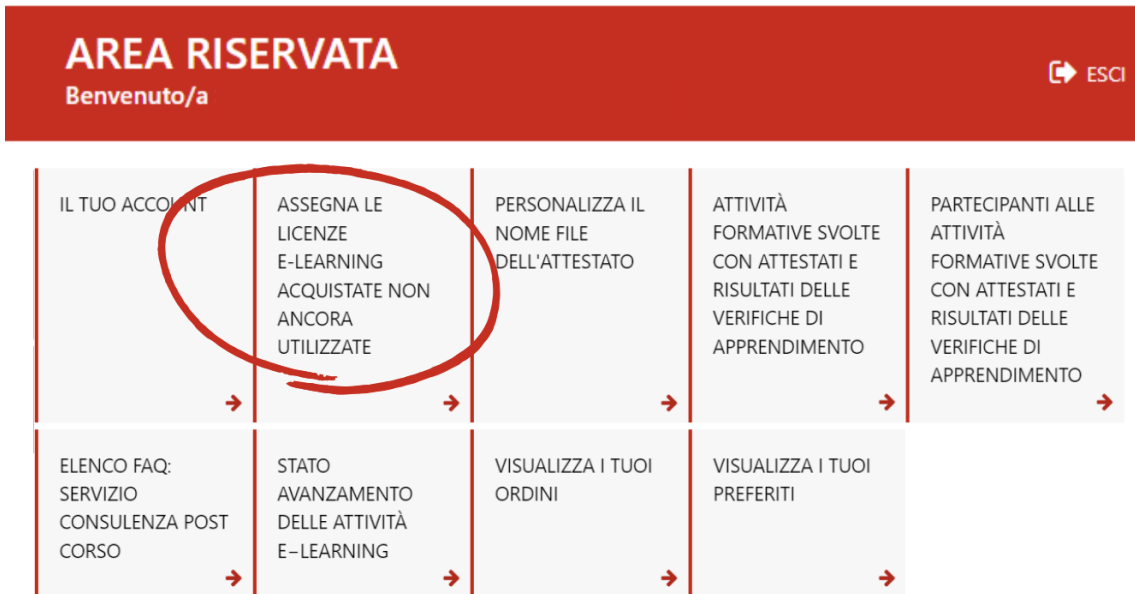 AREA RISERVATA
Benvenuto/a
ESCI
IL TUO ACCOUNT
ASSEGNA LE
LICENZE
E-LEARNING
ACQUISTATE NON
ANCORA
UTILIZZATE
PERSONALIZZA IL
NOME FILE
DELL'ATTESTATO
ATTIVITÀ
FORMATIVE SVOLTE
CON ATTESTATI E
RISULTATI DELLE
VERIFICHE DI
APPRENDIMENTO
PARTECIPANTI ALLE
ATTIVITÀ
FORMATIVE SVOLTE
CON ATTESTATI E
RISULTATI DELLE
VERIFICHE DI
APPRENDIMENTO
ELENCO FAQ:
SERVIZIO
CONSULENZA POST
CORSO
STATO
AVANZAMENTO
DELLE ATTIVITÀ
E–LEARNING
VISUALIZZA I TUOI
ORDINI
VISUALIZZA I TUOI
PREFERITI